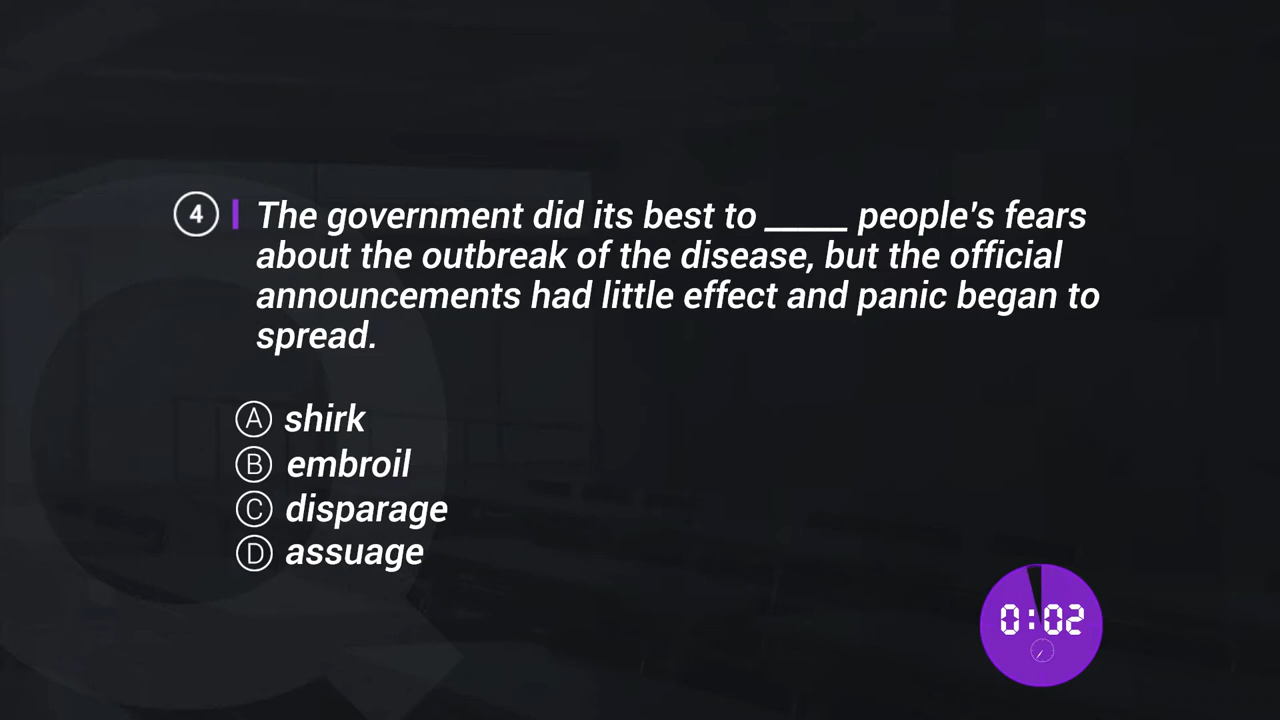 4 The government did its best to _____ people's fears
about the outbreak of the disease, but the official
announcements had little effect and panic began to
spread.
A shirk
B embroil
C disparage
D assuage
0:02